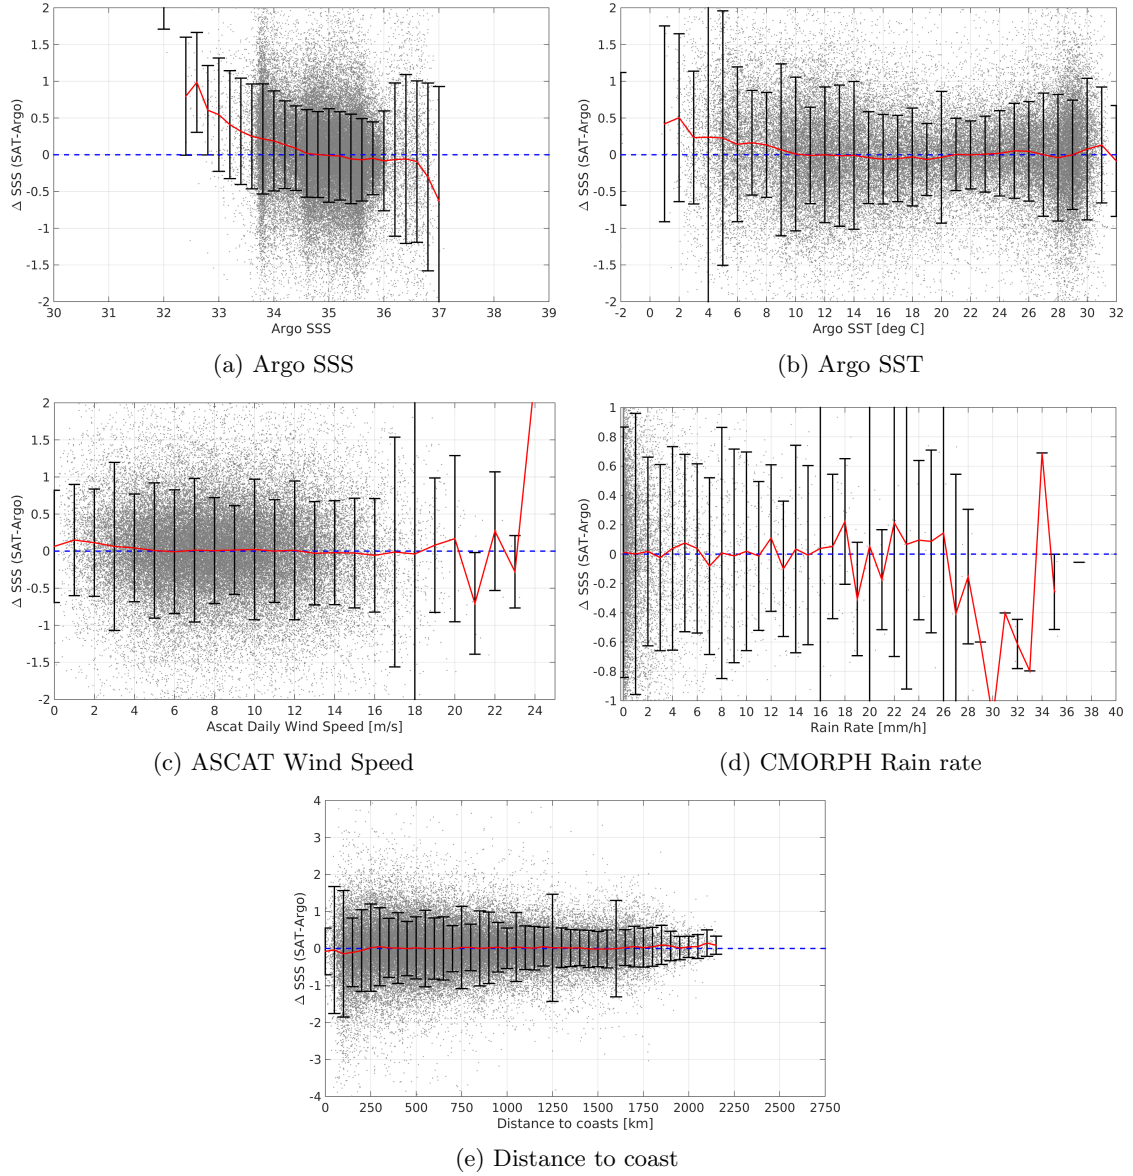 2
1.5
1
0.5
0
-0.5
-1
-1.5
-2
Δ SSS (SAT-Argo)
30 31 32 33 34 35 36 37 38 39
Argo SSS
(a) Argo SSS
2
1.5
1
0.5
0
-0.5
-1
-1.5
-2
Δ SSS (SAT-Argo)
-2 0 2 4 6 8 10 12 14 16 18 20 22 24 26 28 30 32
Argo SST [deg C]
(b) Argo SST
2
1.5
1
0.5
0
-0.5
-1
-1.5
-2
Δ SSS (SAT-Argo)
0 2 4 6 8 10 12 14 16 18 20 22 24
Ascat Daily Wind Speed [m/s]
(c) ASCAT Wind Speed
1
0.8
0.6
0.4
0.2
0
-0.2
-0.4
-0.6
-0.8
-1
Δ SSS (SAT-Argo)
0 2 4 6 8 10 12 14 16 18 20 22 24 26 28 30 32 34 36 38 40
Rain Rate [mm/h]
(d) CMORPH Rain rate
4
3
2
1
0
-1
-2
-3
-4
Δ SSS (SAT-Argo)
0 250 500 750 1000 1250 1500 1750 2000 2250 2500 2750
Distance to coasts [km]
(e) Distance to coast